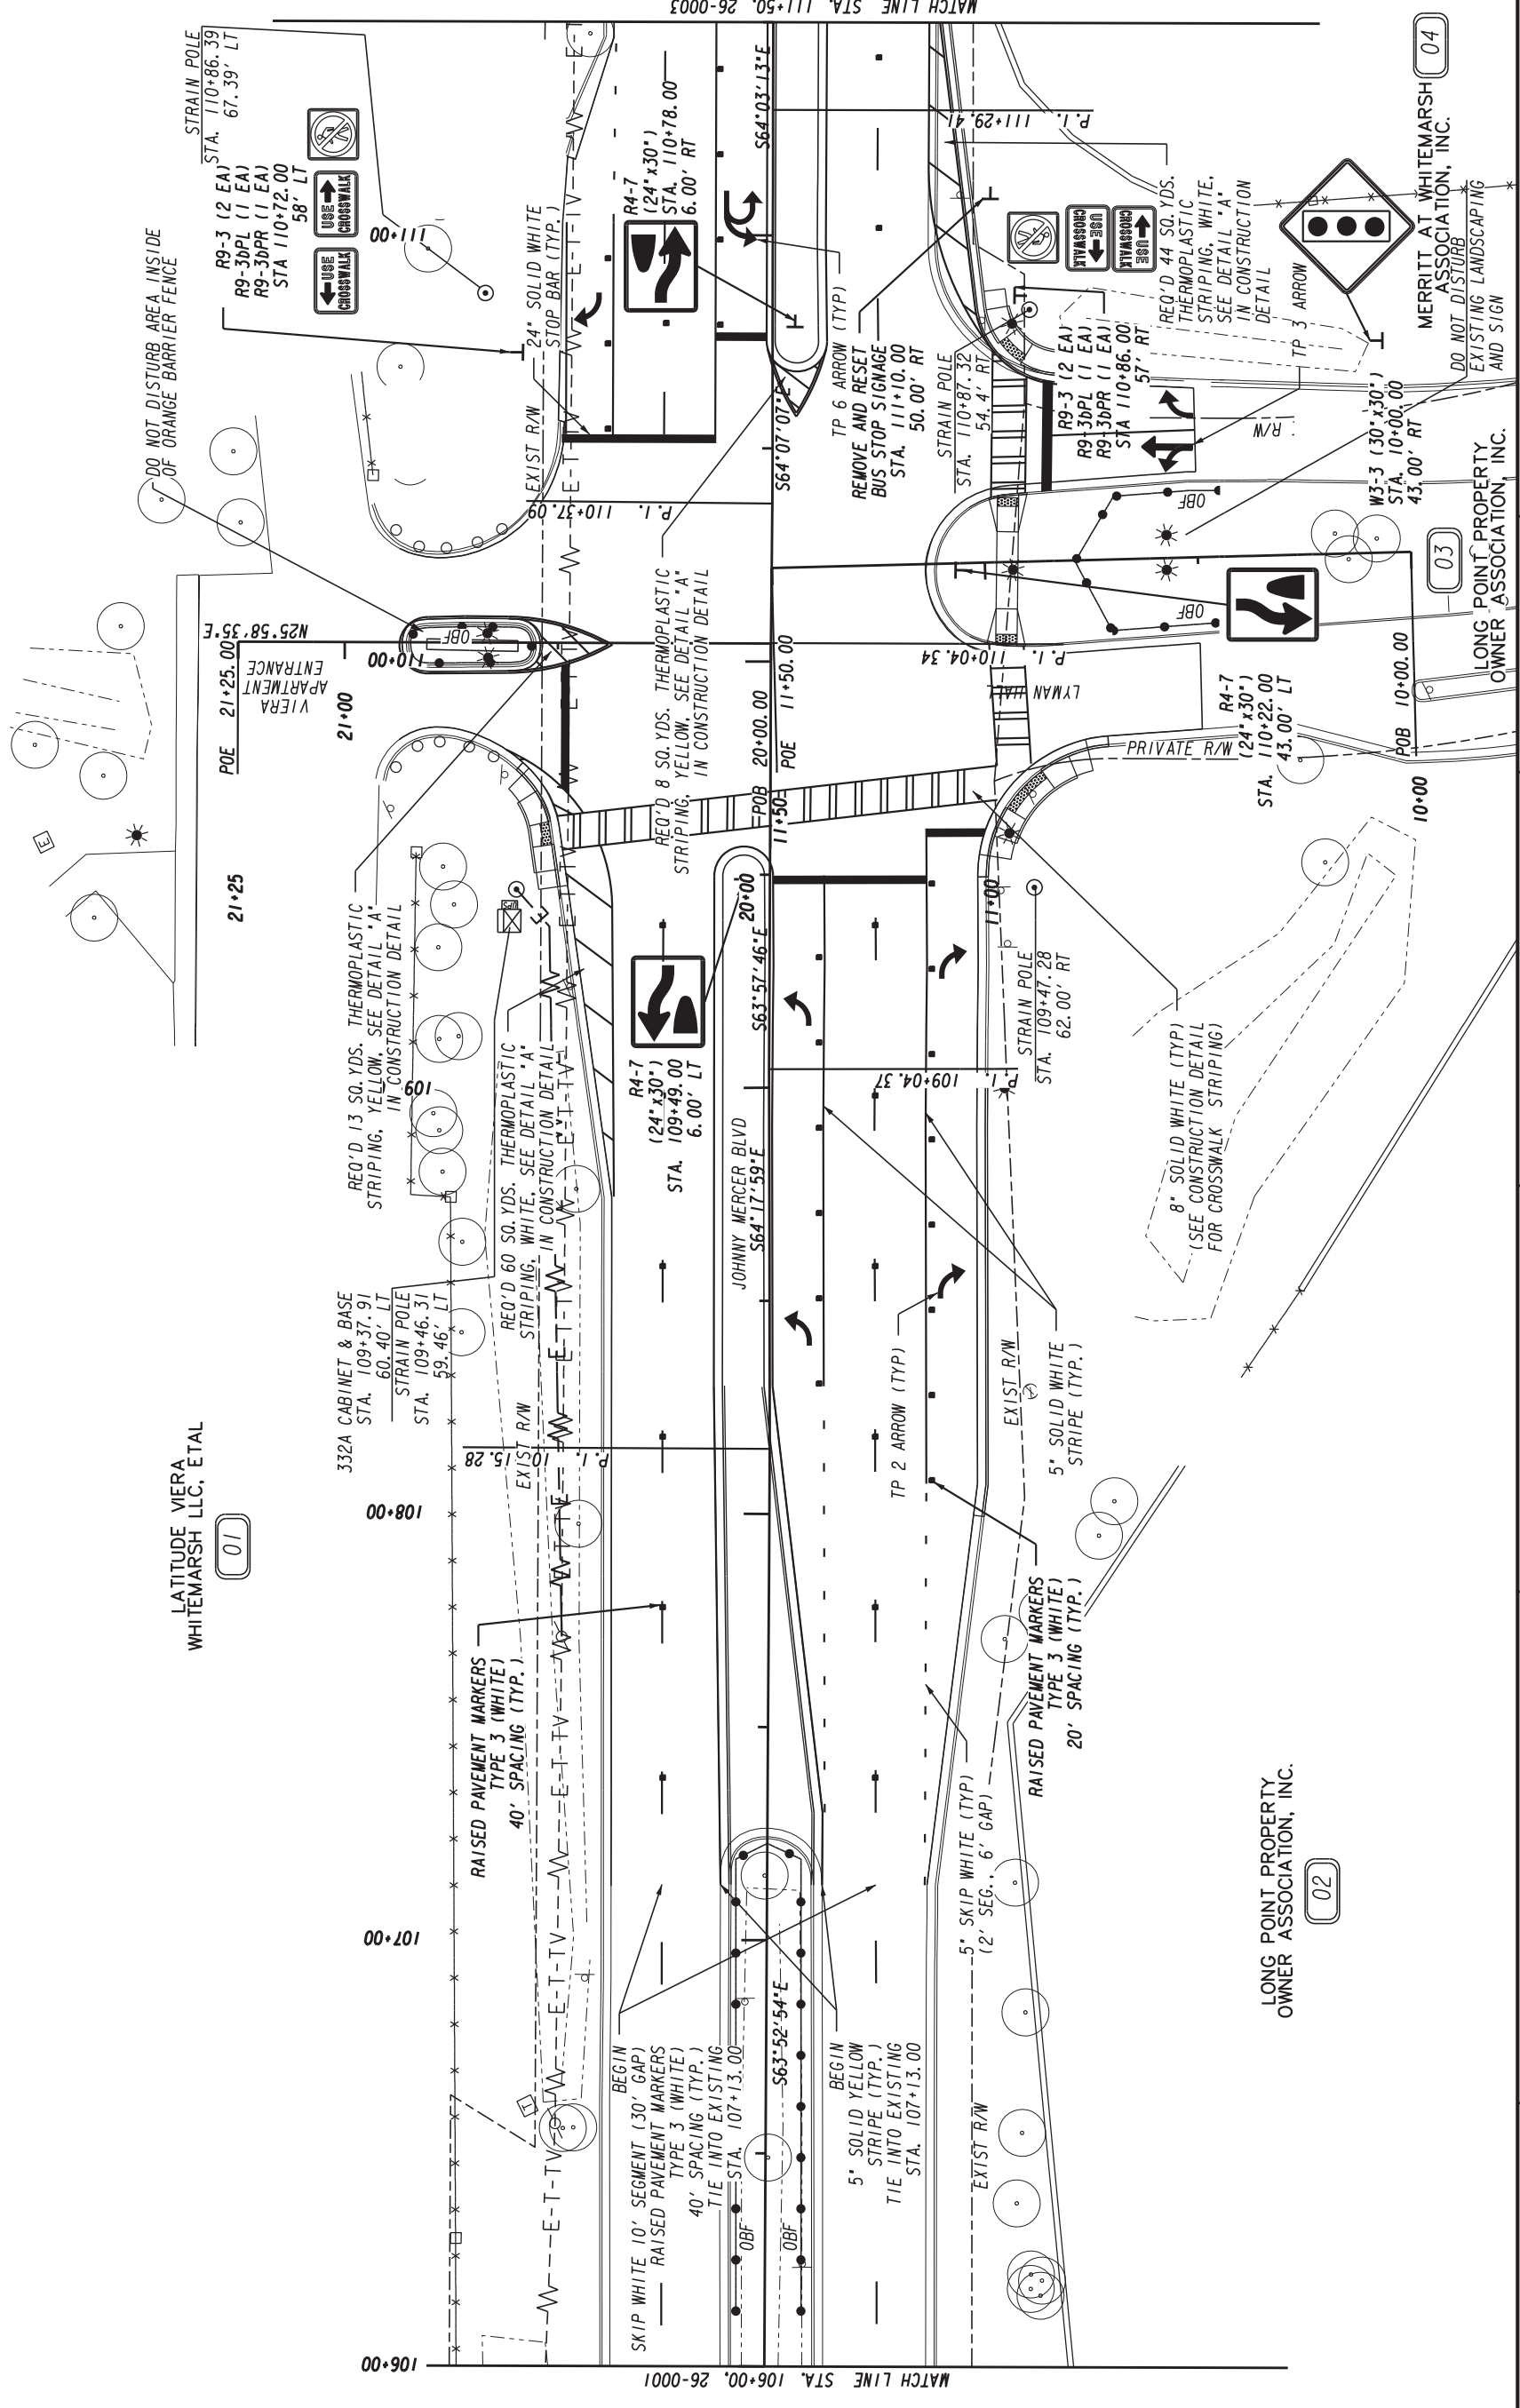 MATCH LINE STA. 111+50. 26-0003
STRAIN POLE
STA. 110+86.39
67.39' LT
R9-3 (2 EA)
R9-3bPL (1 EA)
R9-3bPR (1 EA)
STA 110+72.00
58' LT
USE
CROSSWALK
USE
CROSSWALK
111+00
DO NOT DISTURB AREA INSIDE
OF ORANGE BARRIER FENCE
EXIST R/W
24" SOLID WHITE
STOP BAR (TYP.)
R4-7
(24"x30")
STA. 110+78.00
6.00' RT
S64°03'13"E
P.I. 111+29.41
S64°07'07"E
P.I. 110+37.09
TP 6 ARROW (TYP)
REMOVE AND RESET
BUS STOP SIGNAGE
STA. 111+10.00
50.00' RT
STRAIN POLE
STA. 110+87.32
54.4' RT
USE
CROSSWALK
USE
CROSSWALK
R9-3 (2 EA)
R9-3bPL (1 EA)
R9-3bPR (1 EA)
STA 110+86.00
57' RT
REQ'D 44 SQ.YDS.
THERMOPLASTIC
STRIPING, WHITE,
SEE DETAIL "A"
IN CONSTRUCTION
DETAIL
TP 3 ARROW
R/W
MERRITT AT WHITEMARSH
ASSOCIATION, INC.
04
DO NOT DISTURB
EXISTING LANDSCAPING
AND SIGN
W3-3 (30"x30")
STA. 10+00.00
43.00' RT
LONG POINT PROPERTY
OWNER ASSOCIATION, INC.
03
OBF
OBF
N25°58'35"E
OBF
110+00
VIERA
APARTMENT
ENTRANCE
POE 21+25.00
21+00
21+25
REQ'D 8 SQ.YDS. THERMOPLASTIC
STRIPING, YELLOW. SEE DETAIL "A"
IN CONSTRUCTION DETAIL
POB 20+00.00
POE 11+50.00
11+50
20+00
P.I. 110+04.34
LYMAN HALL
PRIVATE R/W
R4-7
(24"x30")
STA. 110+22.00
43.00' LT
POB 10+00.00
10+00
11+00
REQ'D 13 SQ.YDS. THERMOPLASTIC
STRIPING, YELLOW. SEE DETAIL "A"
IN CONSTRUCTION DETAIL
109
UPS
REQ'D 60 SQ.YDS. THERMOPLASTIC
STRIPING, WHITE. SEE DETAIL "A"
IN CONSTRUCTION DETAIL
332A CABINET & BASE
STA. 109+37.91
60.40' LT
STRAIN POLE
STA. 109+46.31
59.46' LT
R4-7
(24"x30")
STA. 109+49.00
6.00' LT
S63°57'46"E
JOHNNY MERCER BLVD
S64°17'59"E
P.I. 109+04.37
STRAIN POLE
STA. 109+47.28
62.00' RT
8" SOLID WHITE (TYP)
(SEE CONSTRUCTION DETAIL
FOR CROSSWALK STRIPING)
TP 2 ARROW (TYP)
EXIST R/W
5" SOLID WHITE
STRIPE (TYP.)
EXIST R/W
108+00
LATITUDE VIERA
WHITEMARSH LLC, ETAL
01
RAISED PAVEMENT MARKERS
TYPE 3 (WHITE)
40' SPACING (TYP.)
RAISED PAVEMENT MARKERS
TYPE 3 (WHITE)
20' SPACING (TYP.)
5" SKIP WHITE (TYP)
(2' SEG., 6' GAP)
107+00
BEGIN
SKIP WHITE 10' SEGMENT (30' GAP)
RAISED PAVEMENT MARKERS
TYPE 3 (WHITE)
40' SPACING (TYP.)
TIE INTO EXISTING
STA. 107+13.00
S63°52'54"E
BEGIN
5" SOLID YELLOW
STRIPE (TYP.)
TIE INTO EXISTING
STA. 107+13.00
EXIST R/W
OBF
OBF
LONG POINT PROPERTY
OWNER ASSOCIATION, INC.
02
106+00
MATCH LINE STA. 106+00. 26-0001